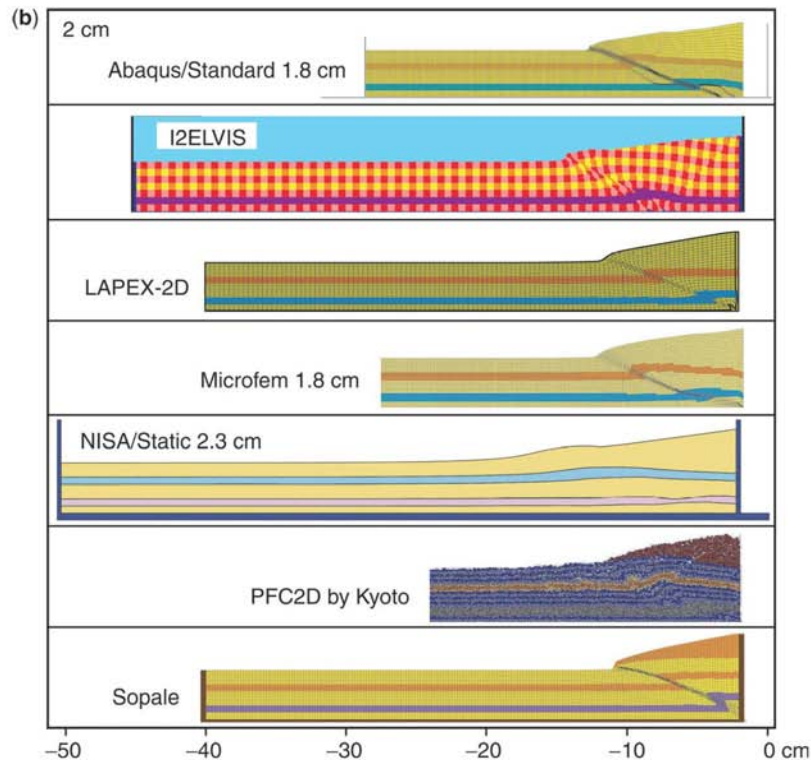 (b)
2 cm
Abaqus/Standard 1.8 cm
I2ELVIS
LAPEX-2D
Microfem 1.8 cm
NISA/Static 2.3 cm
PFC2D by Kyoto
Sopale
−50 −40 −30 −20 −10 0 cm